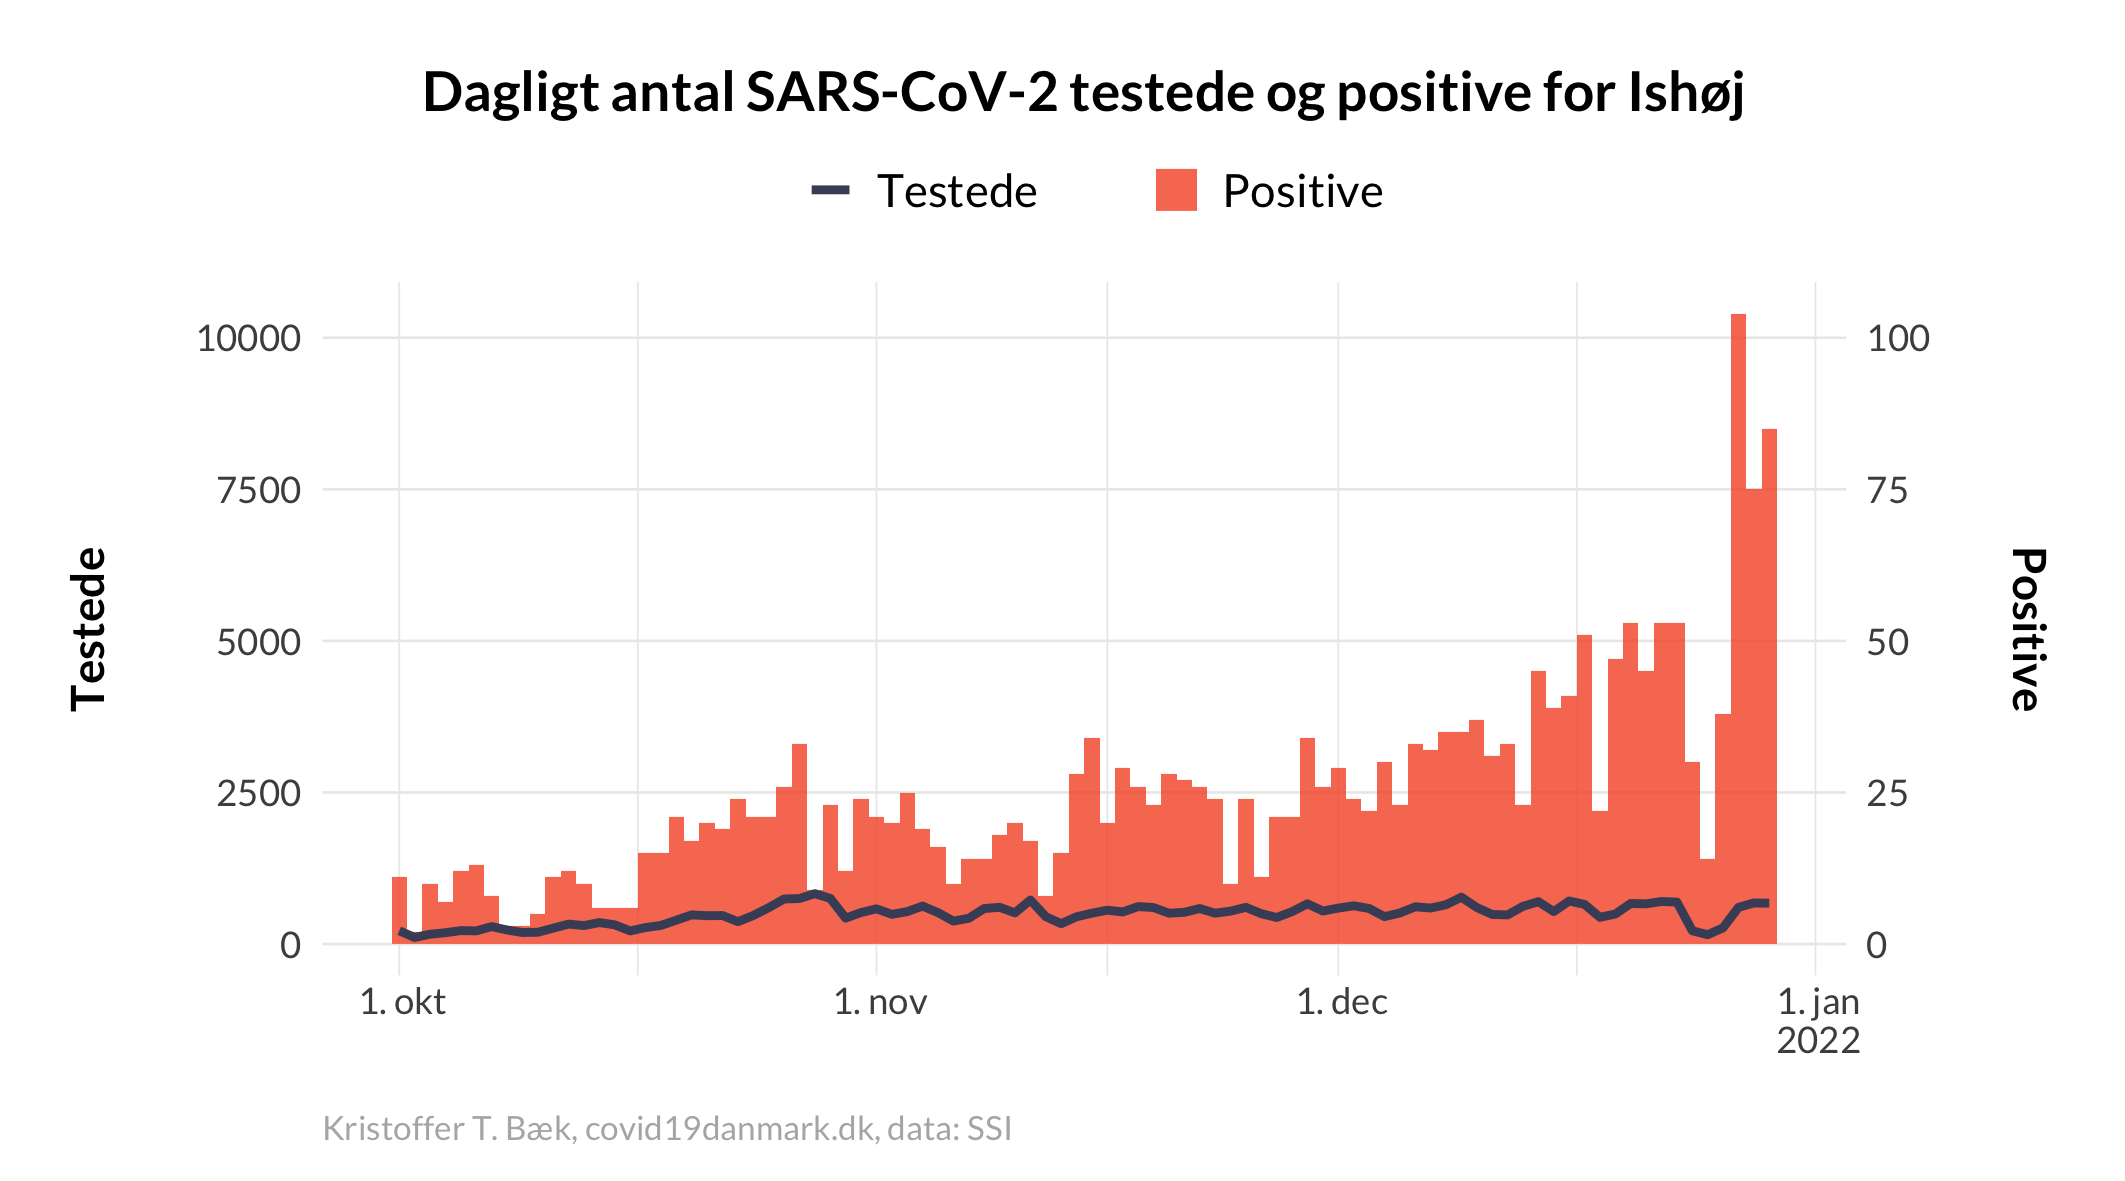 Dagligt antal SARS-CoV-2 testede og positive for Ishøj
Testede
Positive
10000
7500
5000
2500
0
100
75
50
25
0
Testede
Positive
1. okt
1. nov
1. dec
1. jan
2022
Kristoffer T. Bæk, covid19danmark.dk, data: SSI